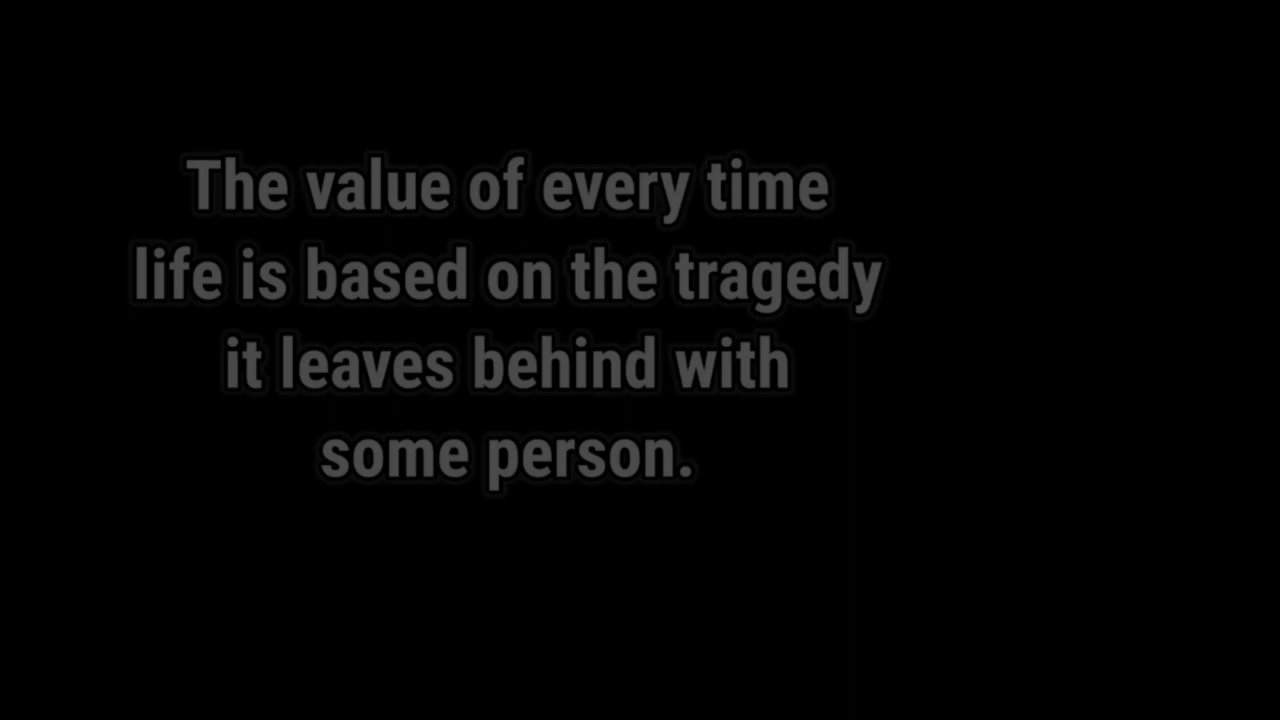 The value of every time
life is based on the tragedy
it leaves behind with
some person.